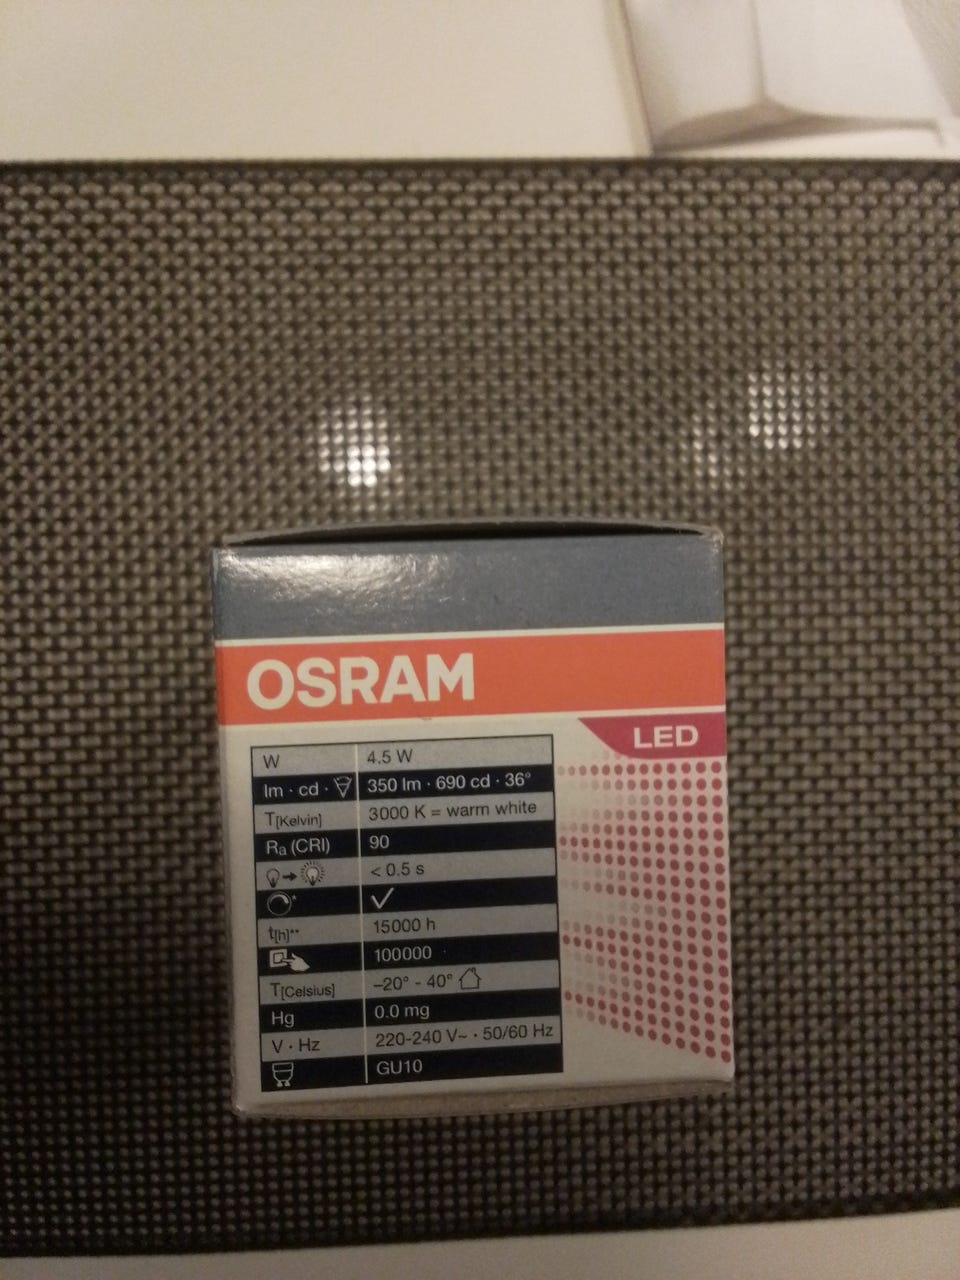 OSRAM
LED
W 4.5 W
lm · cd · 350 lm · 690 cd · 36°
T[Kelvin] 3000 K = warm white
Ra (CRI) 90
< 0.5 s
*
t[h]** 15000 h
100000
T[Celsius] –20° - 40°
Hg 0.0 mg
V · Hz 220-240 V~ · 50/60 Hz
GU10